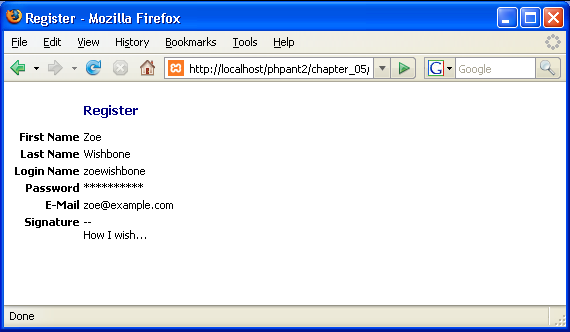 Register - Mozilla Firefox
File Edit View History Bookmarks Tools Help
http://localhost/phpant2/chapter_05/ G Google
Register
First Name Zoe
Last Name Wishbone
Login Name zoewishbone
Password **********
E-Mail zoe@example.com
Signature --
How I wish...
Done